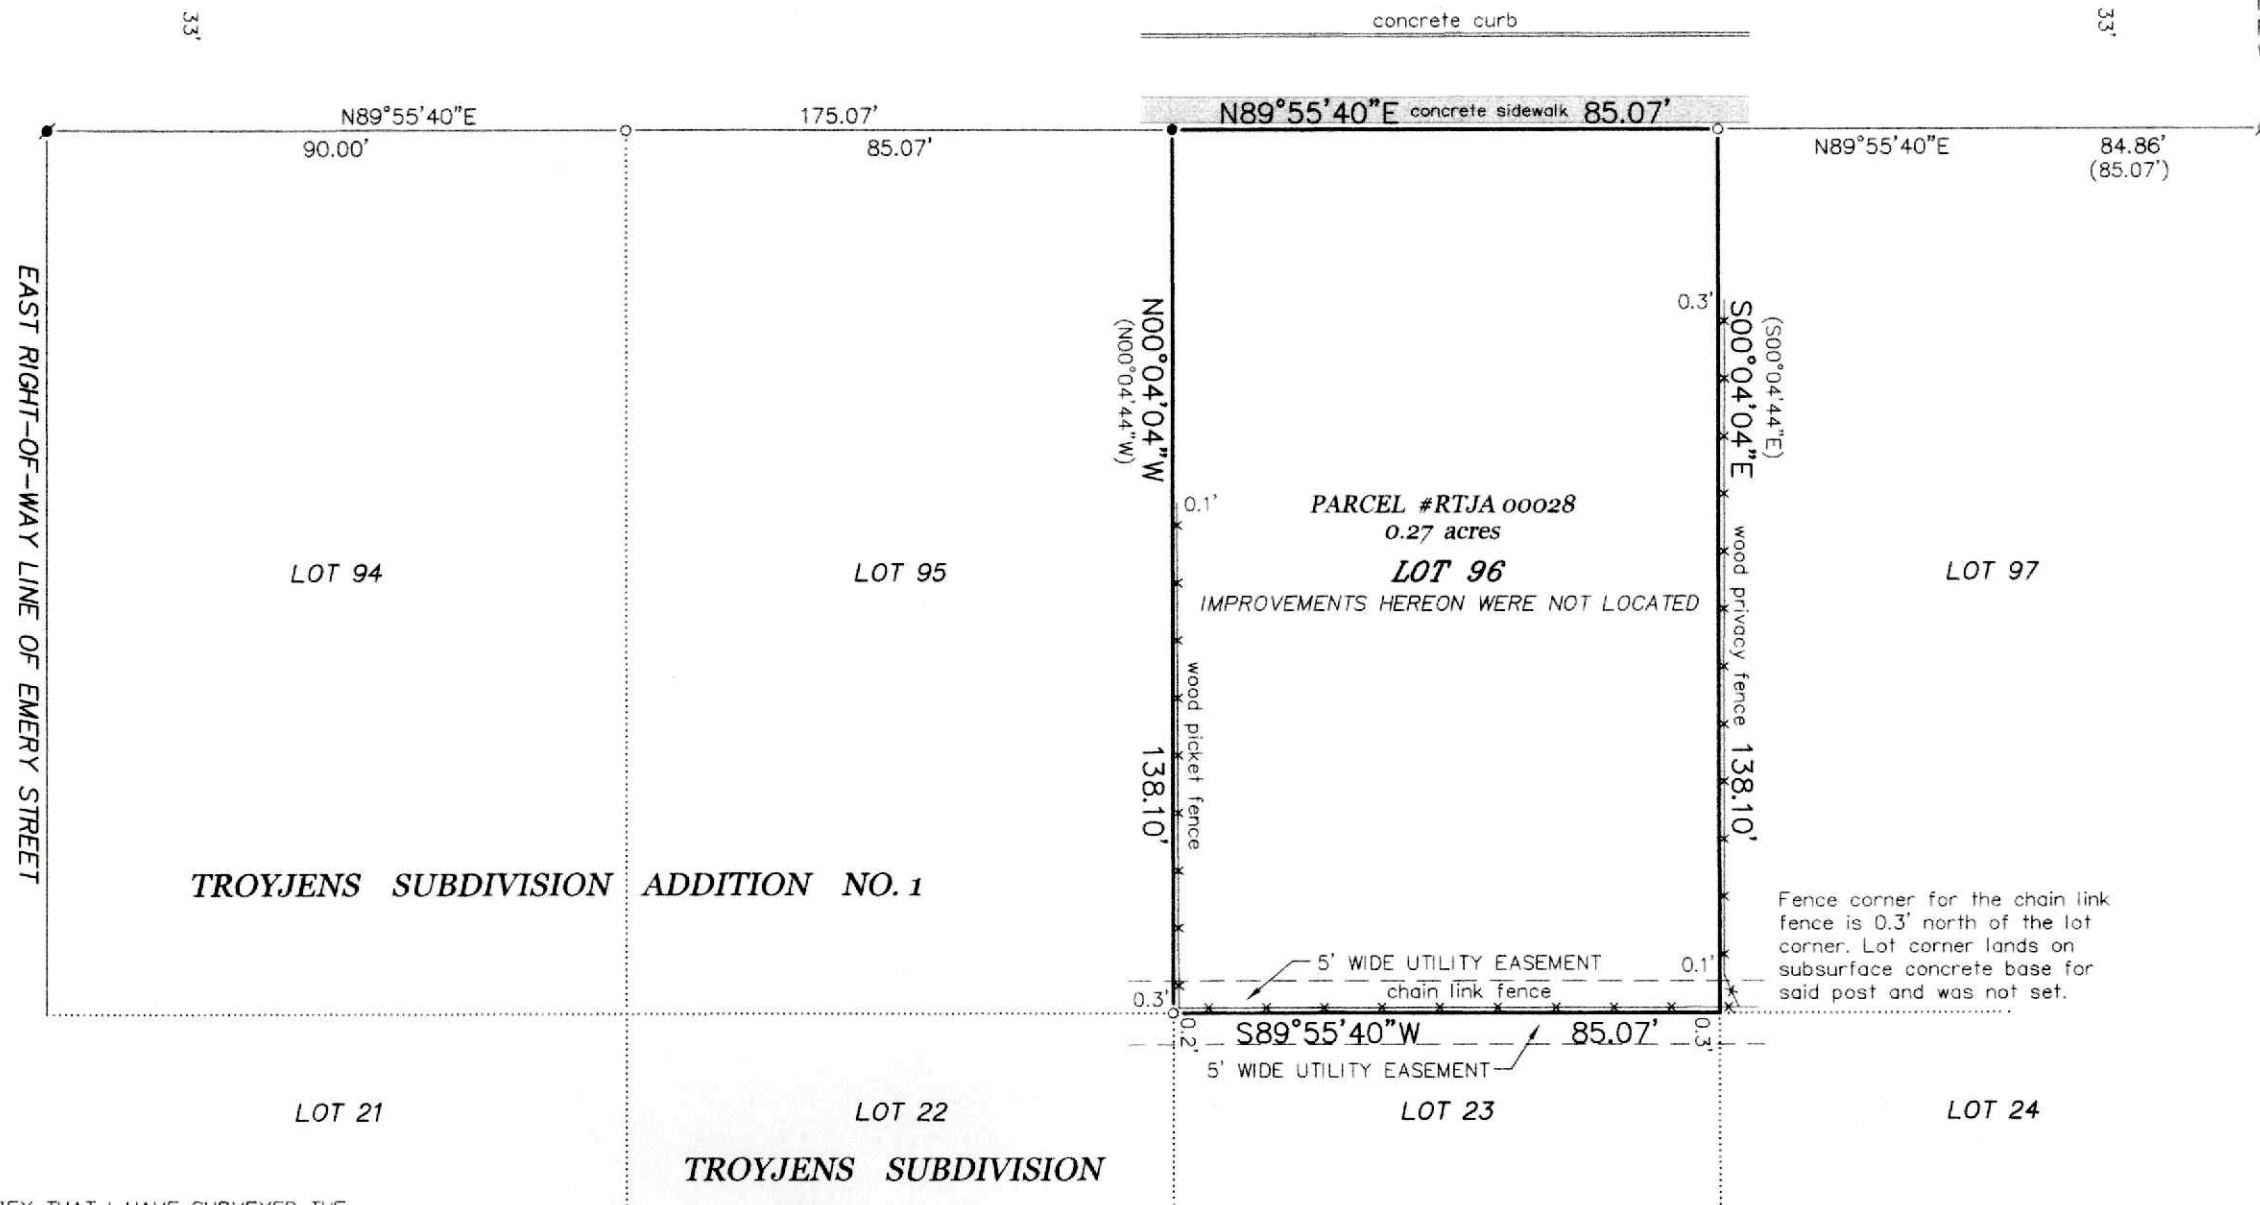 33'
concrete curb
33'
N89°55'40"E 175.07'
90.00' 85.07'
N89°55'40"E concrete sidewalk 85.07'
N89°55'40"E 84.86'
(85.07')
EAST RIGHT-OF-WAY LINE OF EMERY STREET
N00°04'04"W 138.10'
(N00°04'44"W)
0.3'
S00°04'04"E 138.10'
(S00°04'44"E)
0.1'
PARCEL #RTJA 00028
0.27 acres
LOT 94
LOT 95
LOT 96
LOT 97
IMPROVEMENTS HEREON WERE NOT LOCATED
wood picket fence
wood privacy fence
TROYJENS SUBDIVISION ADDITION NO. 1
Fence corner for the chain link
fence is 0.3' north of the lot
corner. Lot corner lands on
subsurface concrete base for
said post and was not set.
5' WIDE UTILITY EASEMENT
0.1'
chain link fence
0.3'
0.2'
S89°55'40"W 85.07'
0.3'
5' WIDE UTILITY EASEMENT
LOT 21
LOT 22
LOT 23
LOT 24
TROYJENS SUBDIVISION
THAT I HAVE SURVEYED THE